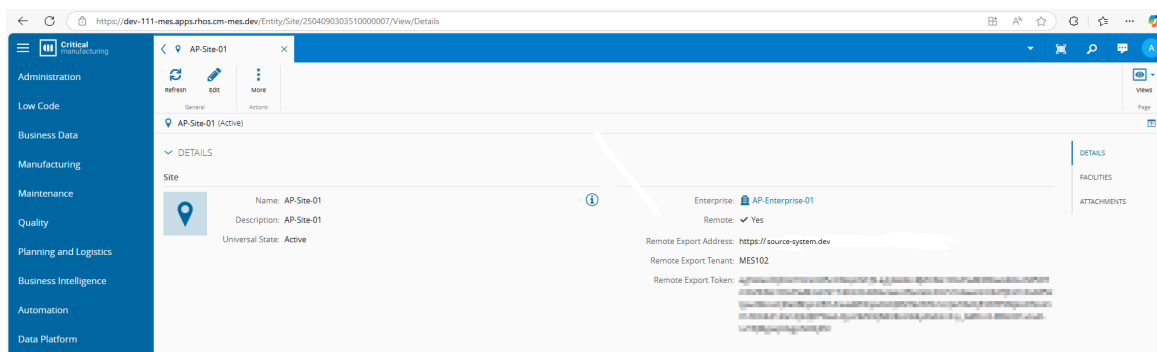 https://dev-111-mes.apps.rhos.cm-mes.dev/Entity/Site/2504090303510000007/View/Details
Critical manufacturing
AP-Site-01
A
Administration
Low Code
Business Data
Manufacturing
Maintenance
Quality
Planning and Logistics
Business Intelligence
Automation
Data Platform
Refresh Edit More
Views
General Actions
Page
AP-Site-01 (Active)
DETAILS
Site
Name: AP-Site-01
Description: AP-Site-01
Universal State: Active
Enterprise: AP-Enterprise-01
Remote: Yes
Remote Export Address: https://source-system.dev
Remote Export Tenant: MES102
Remote Export Token:
DETAILS
FACILITIES
ATTACHMENTS